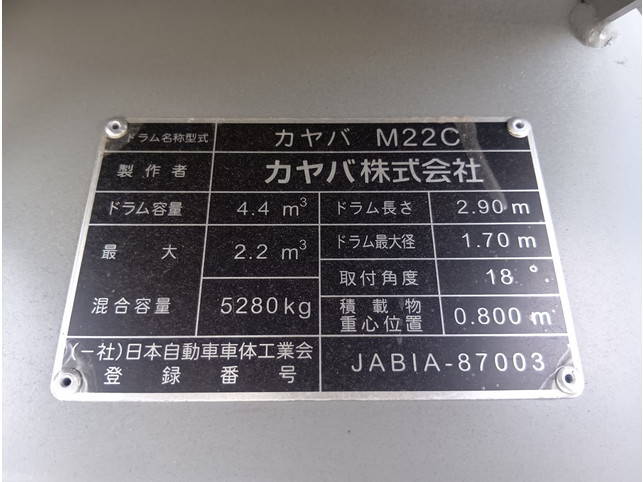 ドラム名称型式 カヤバ M22C
製作者 カヤバ株式会社
ドラム容量 4.4 m³ ドラム長さ 2.90 m
最大 2.2 m³ ドラム最大径 1.70 m
取付角度 18°
混合容量 5280kg 積載物重心位置 0.800 m
(一社)日本自動車車体工業会
登録番号 JABIA-87003